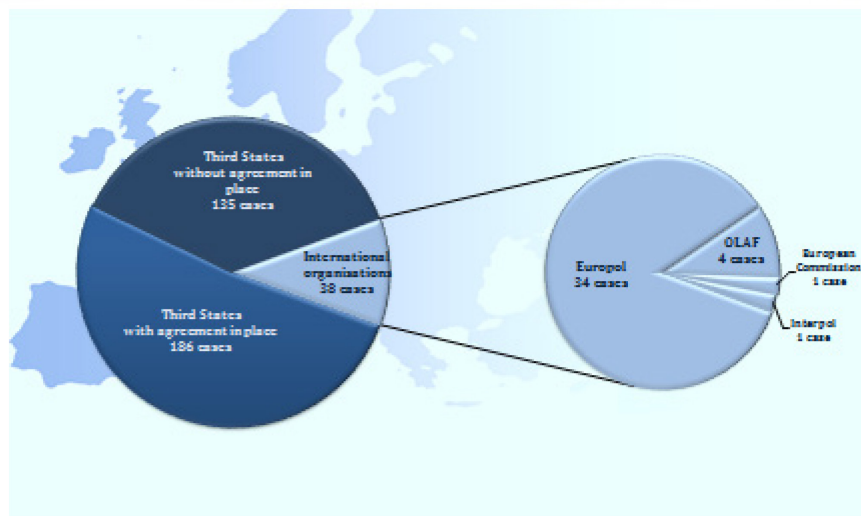 Third States
without agreement in
place
135 cases
International
organisations
38 cases
Third States
with agreement in place
186 cases
Europol
34 cases
OLAF
4 cases
European
Commission
1 case
Interpol
1 case